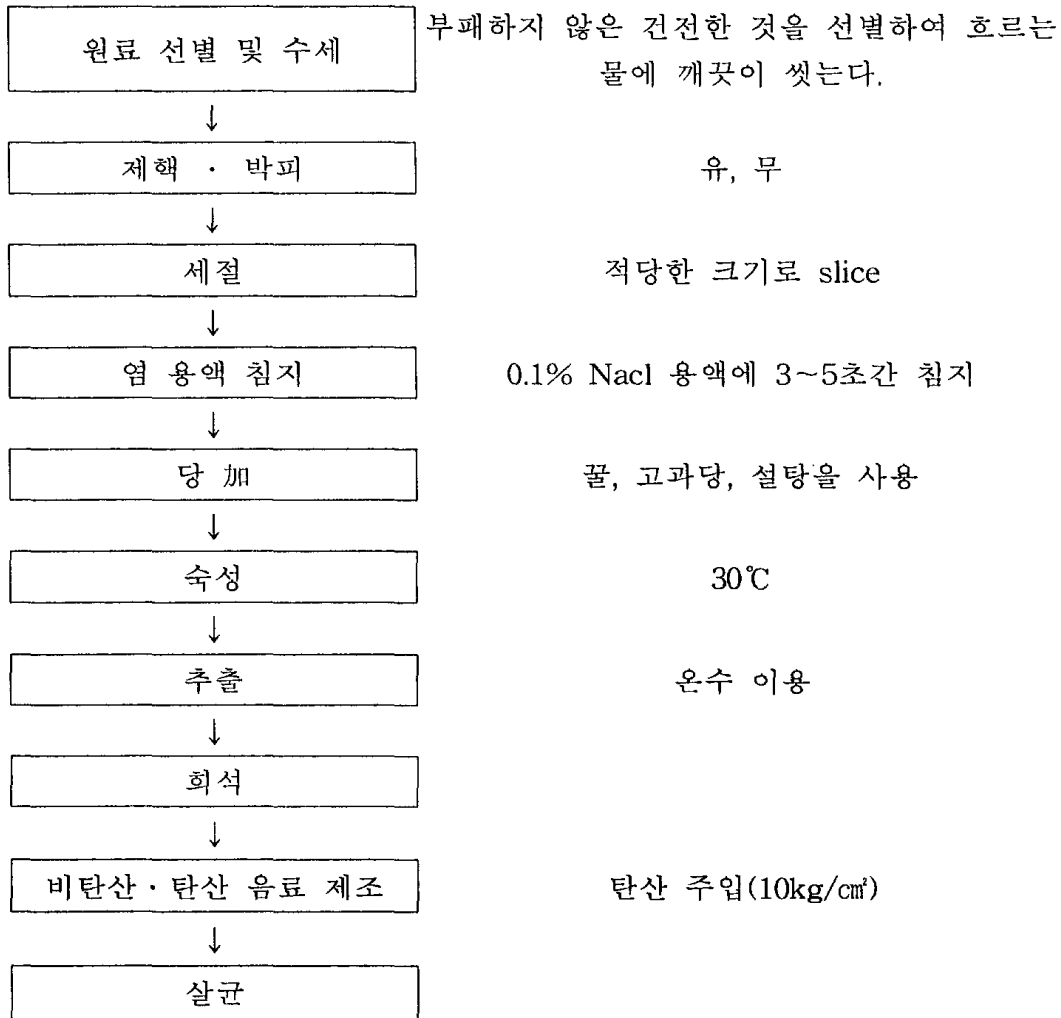 원료 선별 및 수세
부패하지 않은 건전한 것을 선별하여 흐르는
물에 깨끗이 씻는다.
↓
제핵 · 박피
유, 무
↓
세절
적당한 크기로 slice
↓
염 용액 침지
0.1% Nacl 용액에 3~5초간 침지
↓
당 加
꿀, 고과당, 설탕을 사용
↓
숙성
30℃
↓
추출
온수 이용
↓
희석
↓
비탄산 · 탄산 음료 제조
탄산 주입(10kg/㎠)
↓
살균